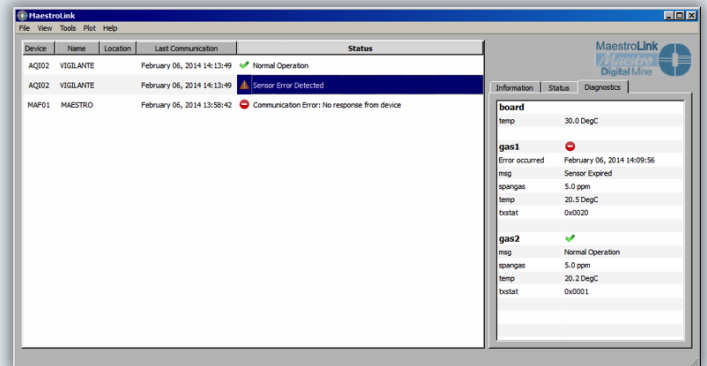 MaestroLink
File View Tools Plot Help
Device Name Location Last Communication Status
AQI02 VIGILANTE February 06, 2014 14:13:49 Normal Operation
AQI02 VIGILANTE February 06, 2014 14:13:49 Sensor Error Detected
MAF01 MAESTRO February 06, 2014 13:58:42 Communication Error: No response from device
MaestroLink
Maestro
Digital Mine
Information Status Diagnostics
board
temp 30.0 DegC
gas1
Error occurred February 06, 2014 14:09:56
msg Sensor Expired
spangas 5.0 ppm
temp 20.5 DegC
txstat 0x0020
gas2
msg Normal Operation
spangas 5.0 ppm
temp 20.2 DegC
txstat 0x0001